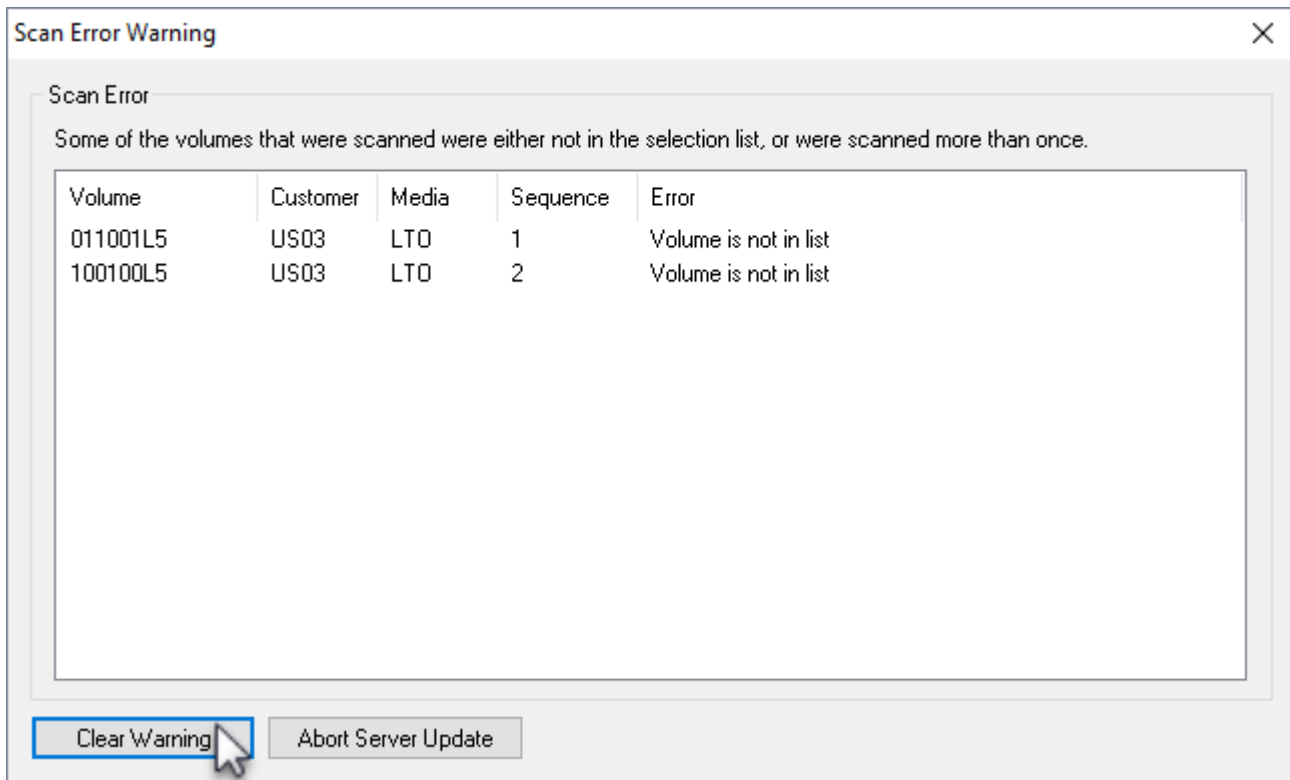 Scan Error Warning
Scan Error
Some of the volumes that were scanned were either not in the selection list, or were scanned more than once.
Volume Customer Media Sequence Error
011001L5 US03 LTO 1 Volume is not in list
100100L5 US03 LTO 2 Volume is not in list
Clear Warning Abort Server Update